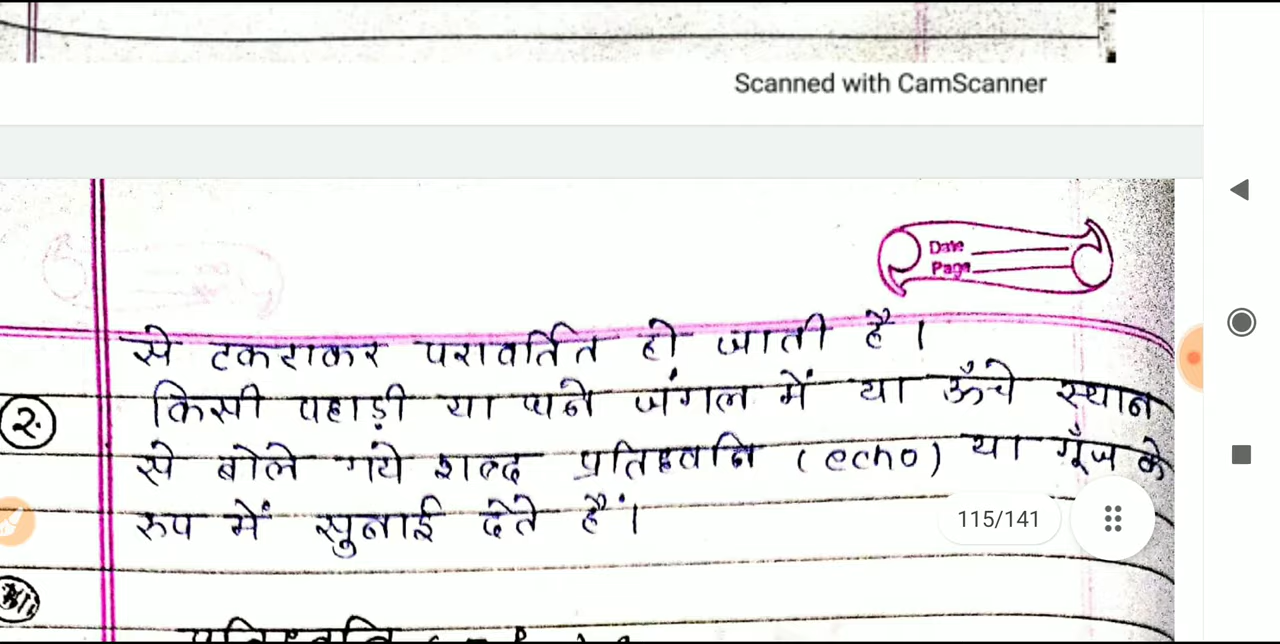 Scanned with CamScanner
Date
Page
से टकराकर परावर्तित हो जाती है ।
२. किसी पहाड़ी या घने जंगल में या ऊँचे स्थान
से बोले गये शब्द प्रतिध्वनि (echo) या गूँज के
रूप में सुनाई देते हैं ।
115/141